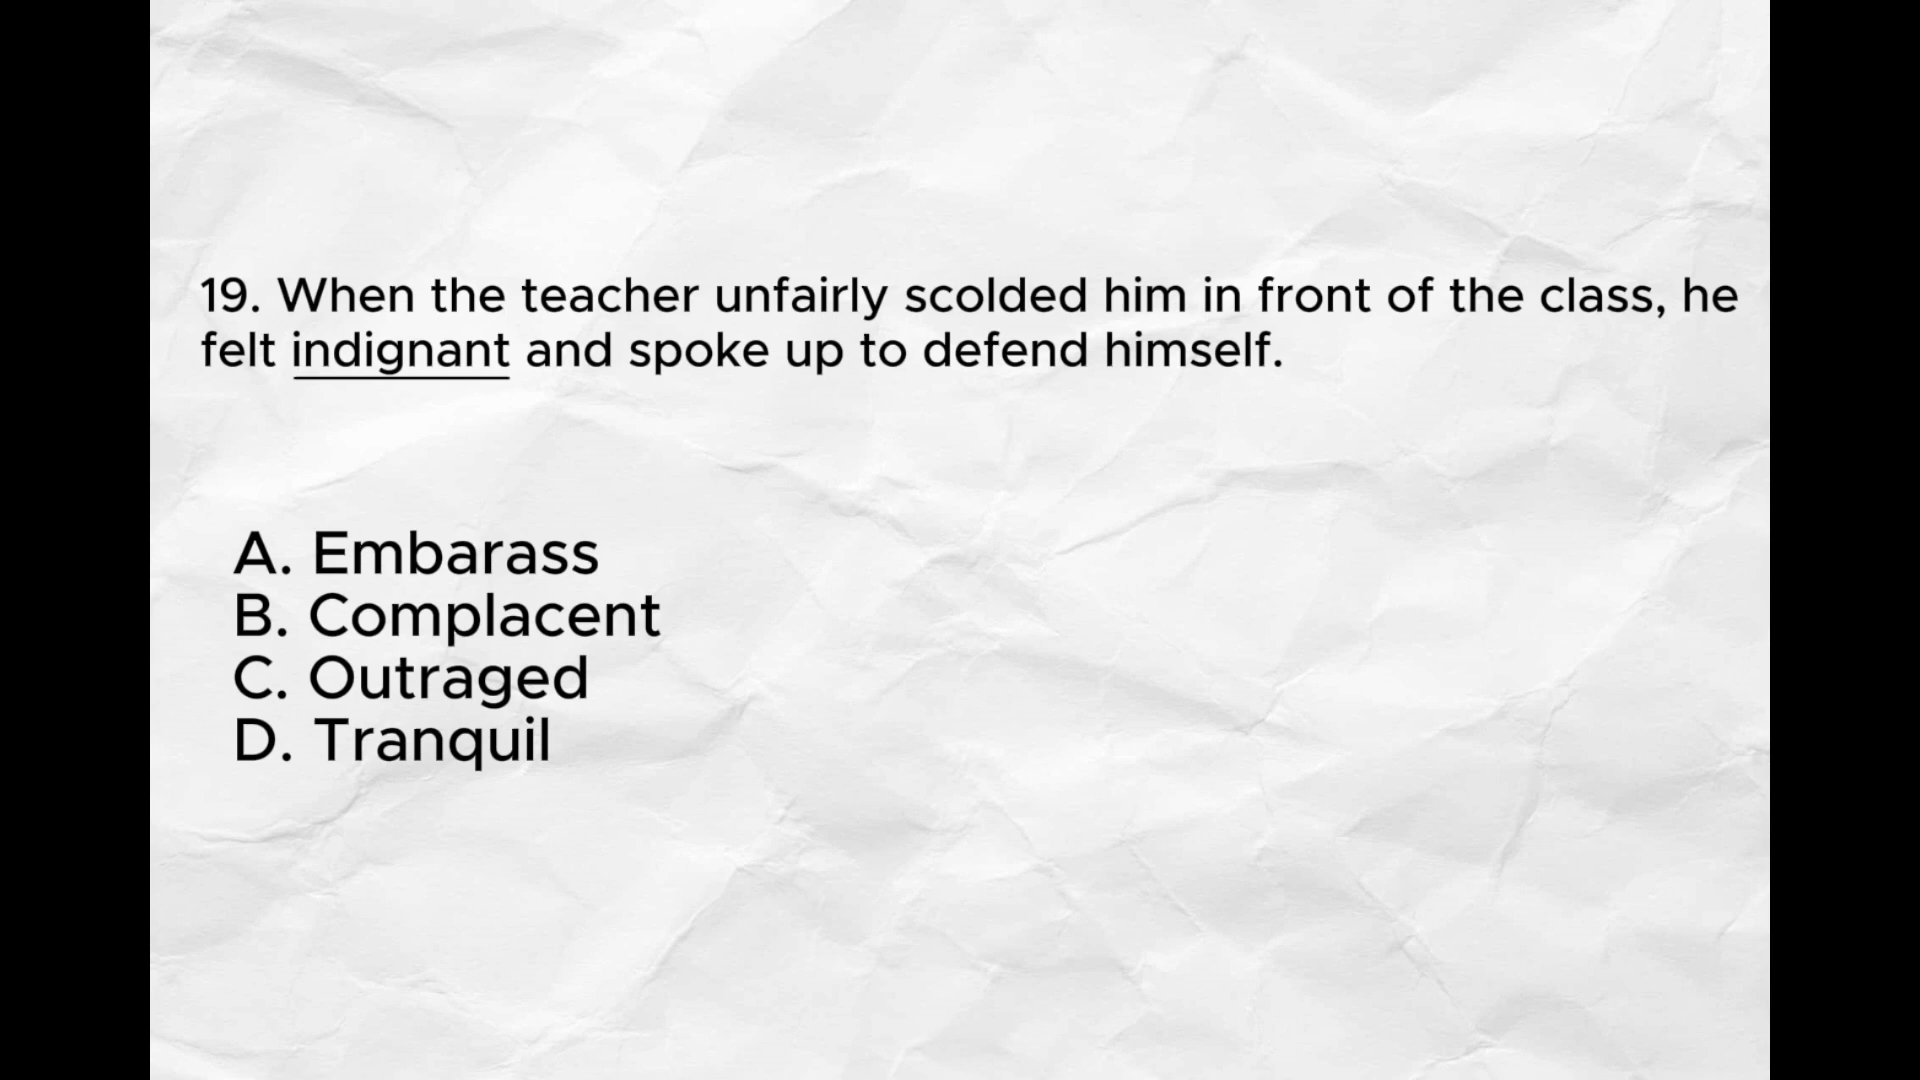 19. When the teacher unfairly scolded him in front of the class, he
felt indignant and spoke up to defend himself.
A. Embarass
B. Complacent
C. Outraged
D. Tranquil